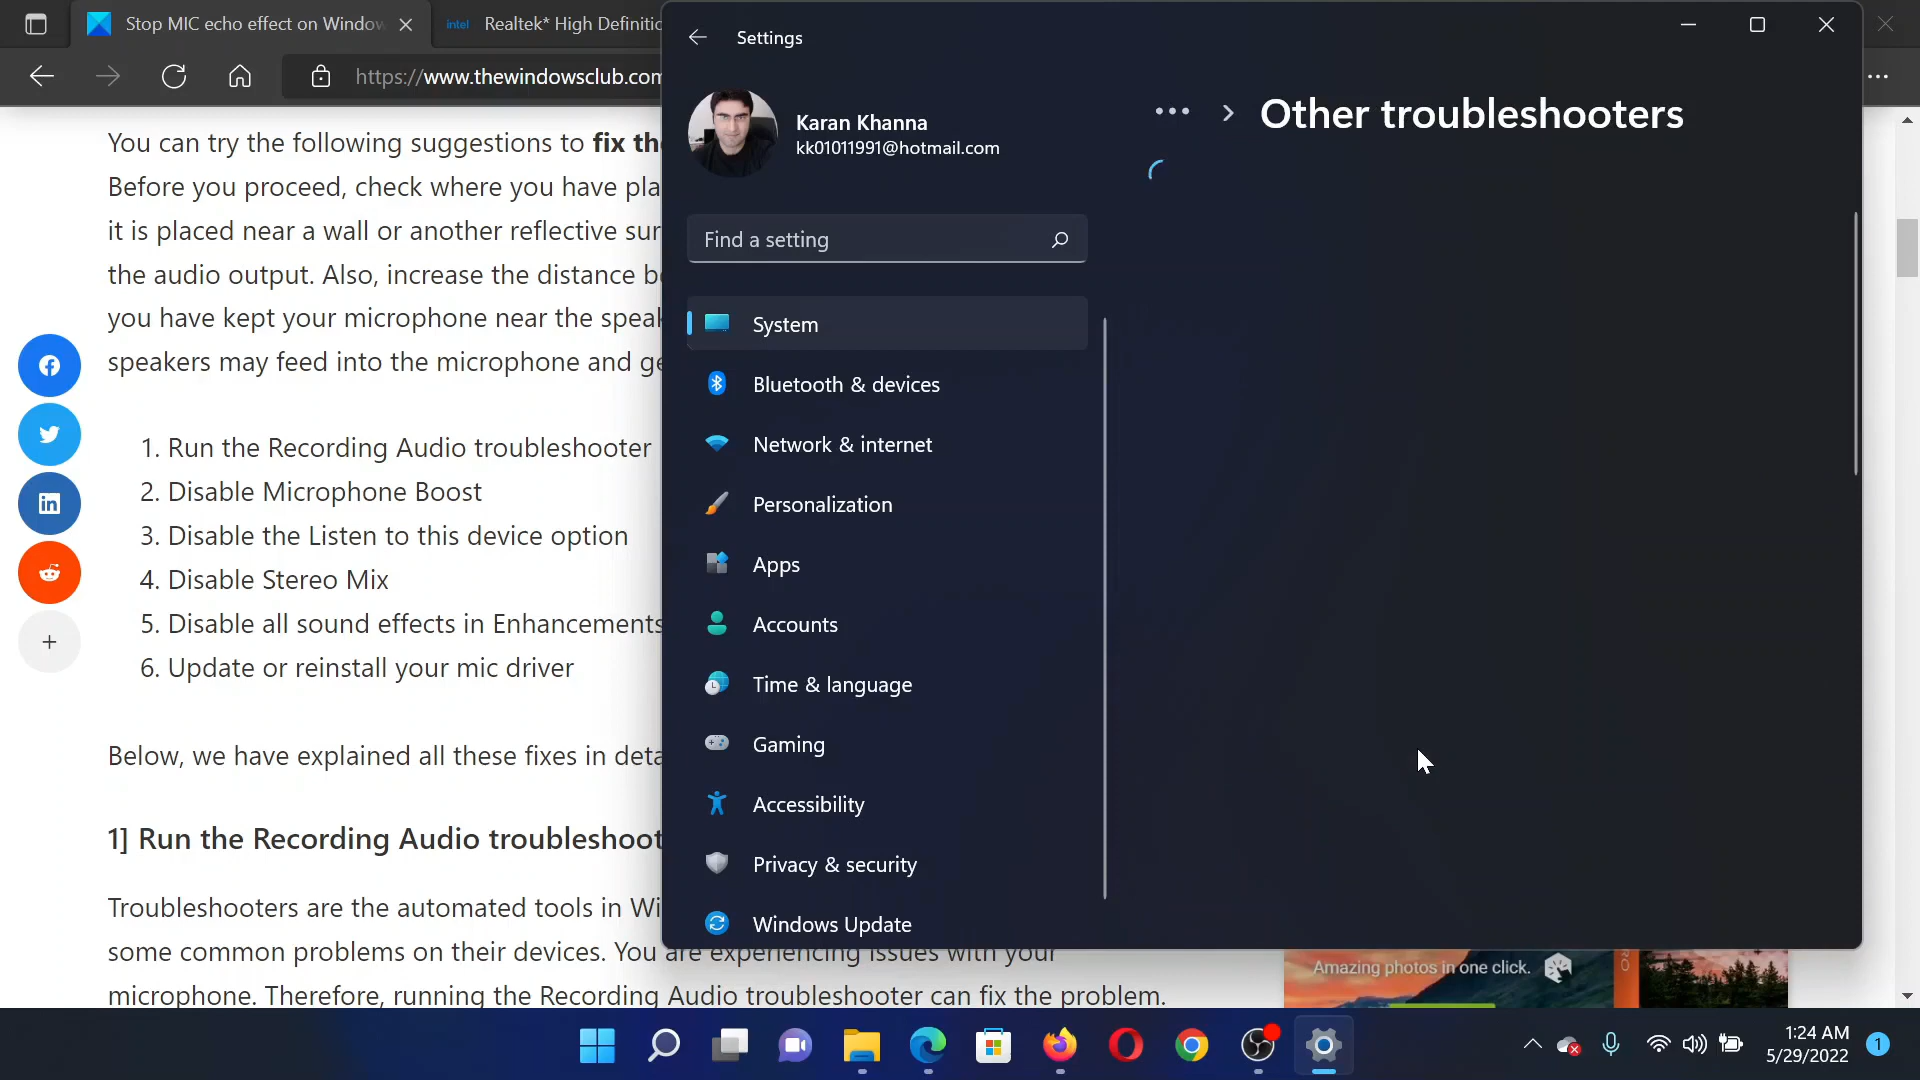 Stop MIC echo effect on Window
intel Realtek* High Definitio
https://www.thewindowsclub.com
You can try the following suggestions to fix the
Before you proceed, check where you have pla
it is placed near a wall or another reflective sur
the audio output. Also, increase the distance be
you have kept your microphone near the speak
speakers may feed into the microphone and ge
1. Run the Recording Audio troubleshooter
2. Disable Microphone Boost
3. Disable the Listen to this device option
4. Disable Stereo Mix
5. Disable all sound effects in Enhancements
6. Update or reinstall your mic driver
Below, we have explained all these fixes in deta
1] Run the Recording Audio troubleshoot
Troubleshooters are the automated tools in Wi
some common problems on their devices. You are experiencing issues with your
microphone. Therefore, running the Recording Audio troubleshooter can fix the problem.
Settings
Karan Khanna
kk01011991@hotmail.com
Find a setting
System
Bluetooth & devices
Network & internet
Personalization
Apps
Accounts
Time & language
Gaming
Accessibility
Privacy & security
Windows Update
... > Other troubleshooters
Amazing photos in one click.
1:24 AM
5/29/2022
1